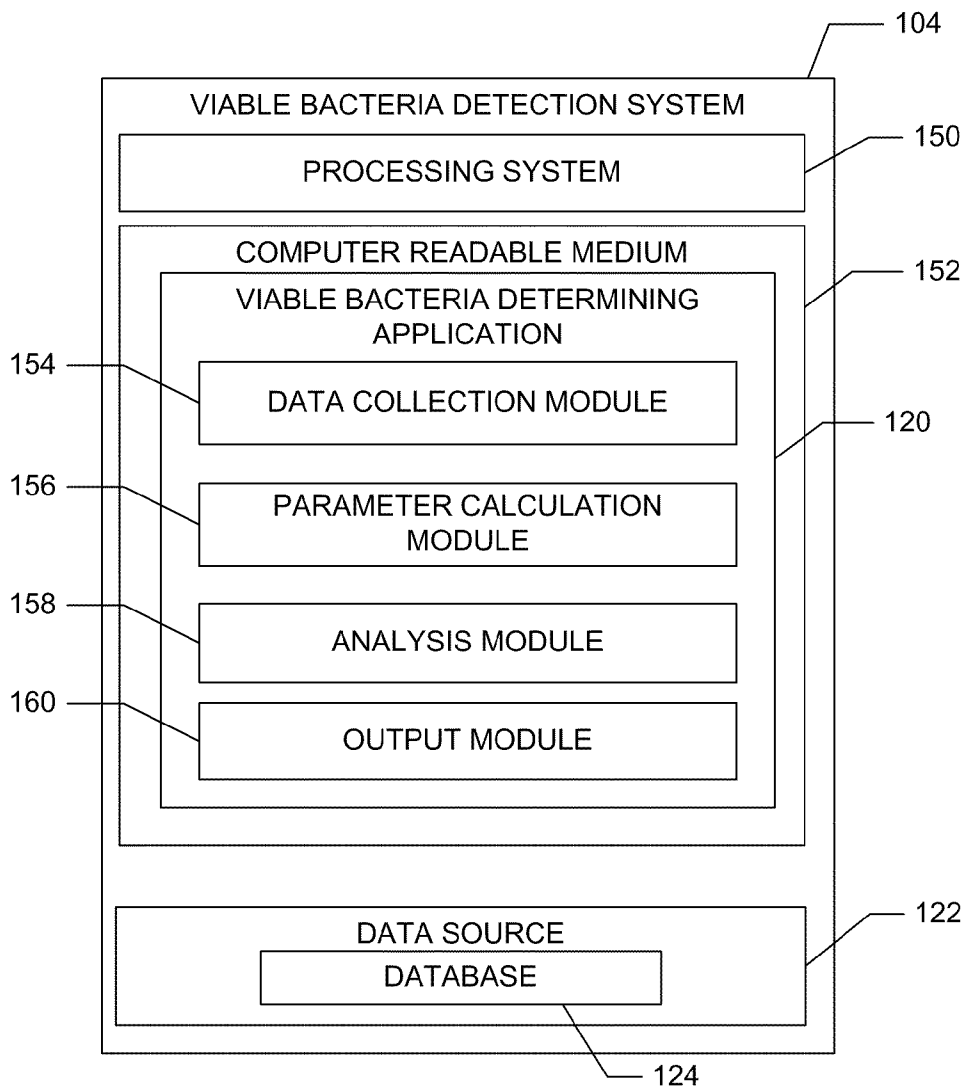 104
VIABLE BACTERIA DETECTION SYSTEM
150
PROCESSING SYSTEM
COMPUTER READABLE MEDIUM
152
VIABLE BACTERIA DETERMINING
APPLICATION
154
DATA COLLECTION MODULE
120
156
PARAMETER CALCULATION
MODULE
158
ANALYSIS MODULE
160
OUTPUT MODULE
122
DATA SOURCE
DATABASE
124